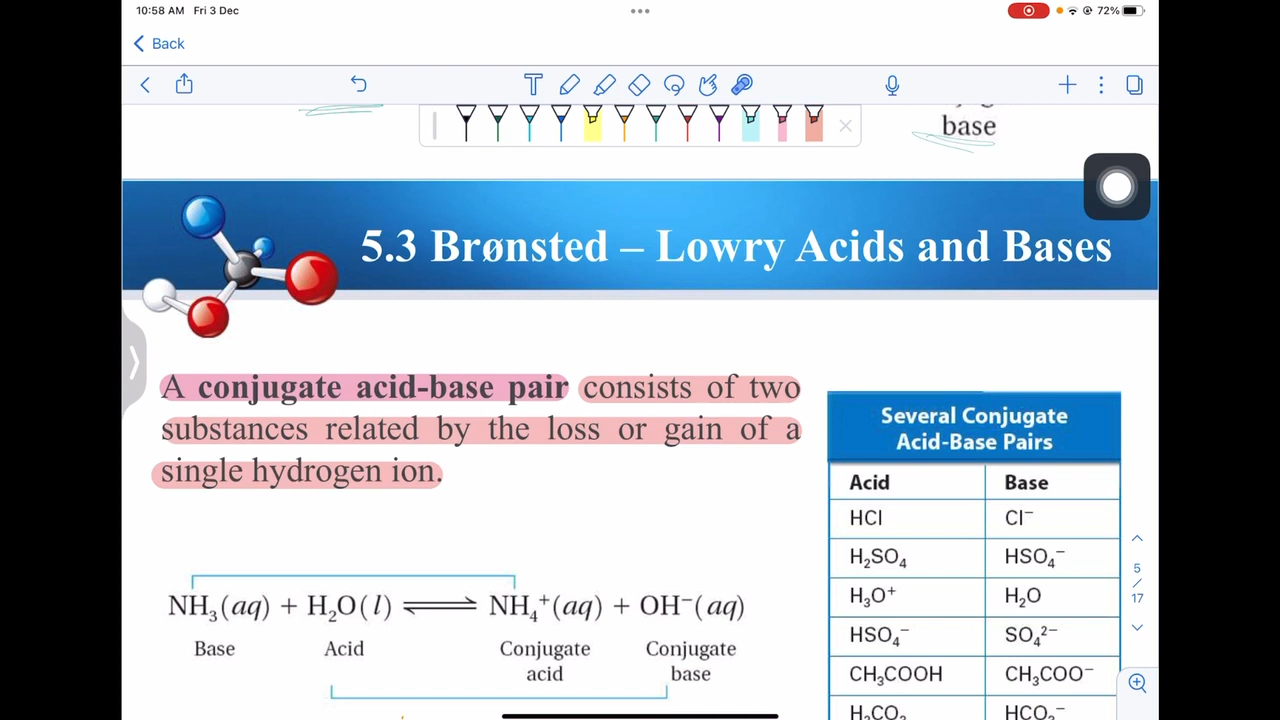 10:58 AM Fri 3 Dec
72%
Back
base
5.3 Brønsted – Lowry Acids and Bases
A conjugate acid-base pair consists of two
substances related by the loss or gain of a
single hydrogen ion.
NH₃(aq) + H₂O(l) ⇌ NH₄⁺(aq) + OH⁻(aq)
Base Acid Conjugate acid Conjugate base
Several Conjugate
Acid-Base Pairs
Acid Base
HCl Cl⁻
H₂SO₄ HSO₄⁻
H₃O⁺ H₂O
HSO₄⁻ SO₄²⁻
CH₃COOH CH₃COO⁻
H₂CO₃ HCO₃⁻
5
/
17